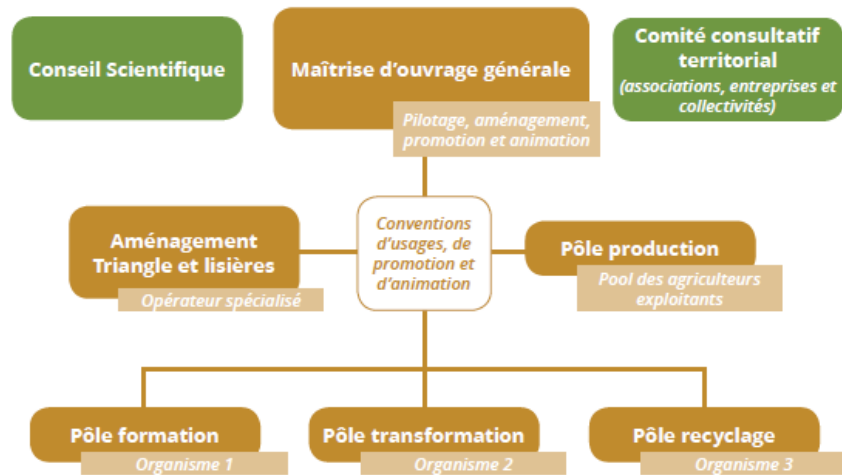 Conseil Scientifique
Maîtrise d'ouvrage générale
Pilotage, aménagement,
promotion et animation
Comité consultatif
territorial
(associations, entreprises et
collectivités)
Aménagement
Triangle et lisières
Opérateur spécialisé
Conventions
d'usages, de
promotion et
d'animation
Pôle production
Pool des agriculteurs
exploitants
Pôle formation
Organisme 1
Pôle transformation
Organisme 2
Pôle recyclage
Organisme 3